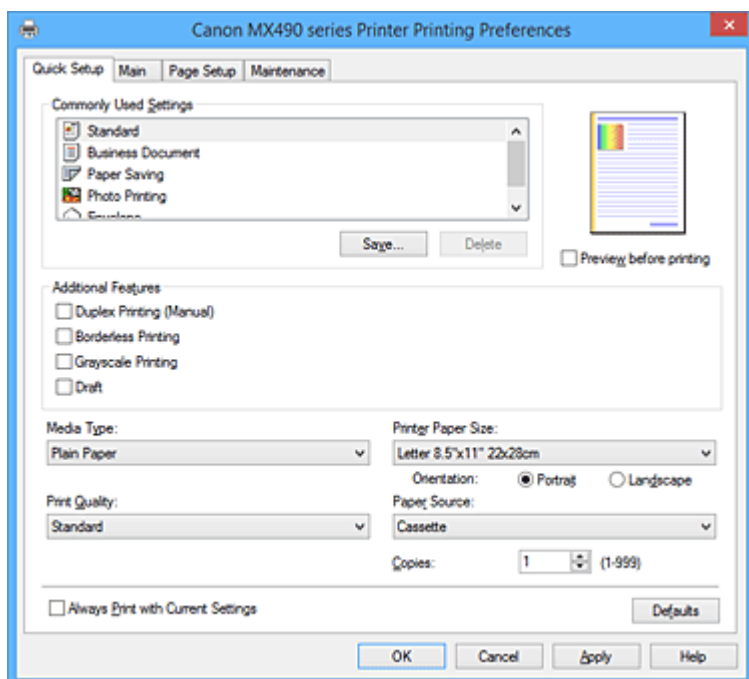 Canon MX490 series Printer Printing Preferences
Quick Setup Main Page Setup Maintenance
Commonly Used Settings
Standard
Business Document
Paper Saving
Photo Printing
Envelope
Save... Delete
Preview before printing
Additional Features
Duplex Printing (Manual)
Borderless Printing
Grayscale Printing
Draft
Media Type:
Plain Paper
Printer Paper Size:
Letter 8.5"x11" 22x28cm
Orientation: Portrait Landscape
Print Quality:
Standard
Paper Source:
Cassette
Copies: 1 (1-999)
Always Print with Current Settings
Defaults
OK Cancel Apply Help